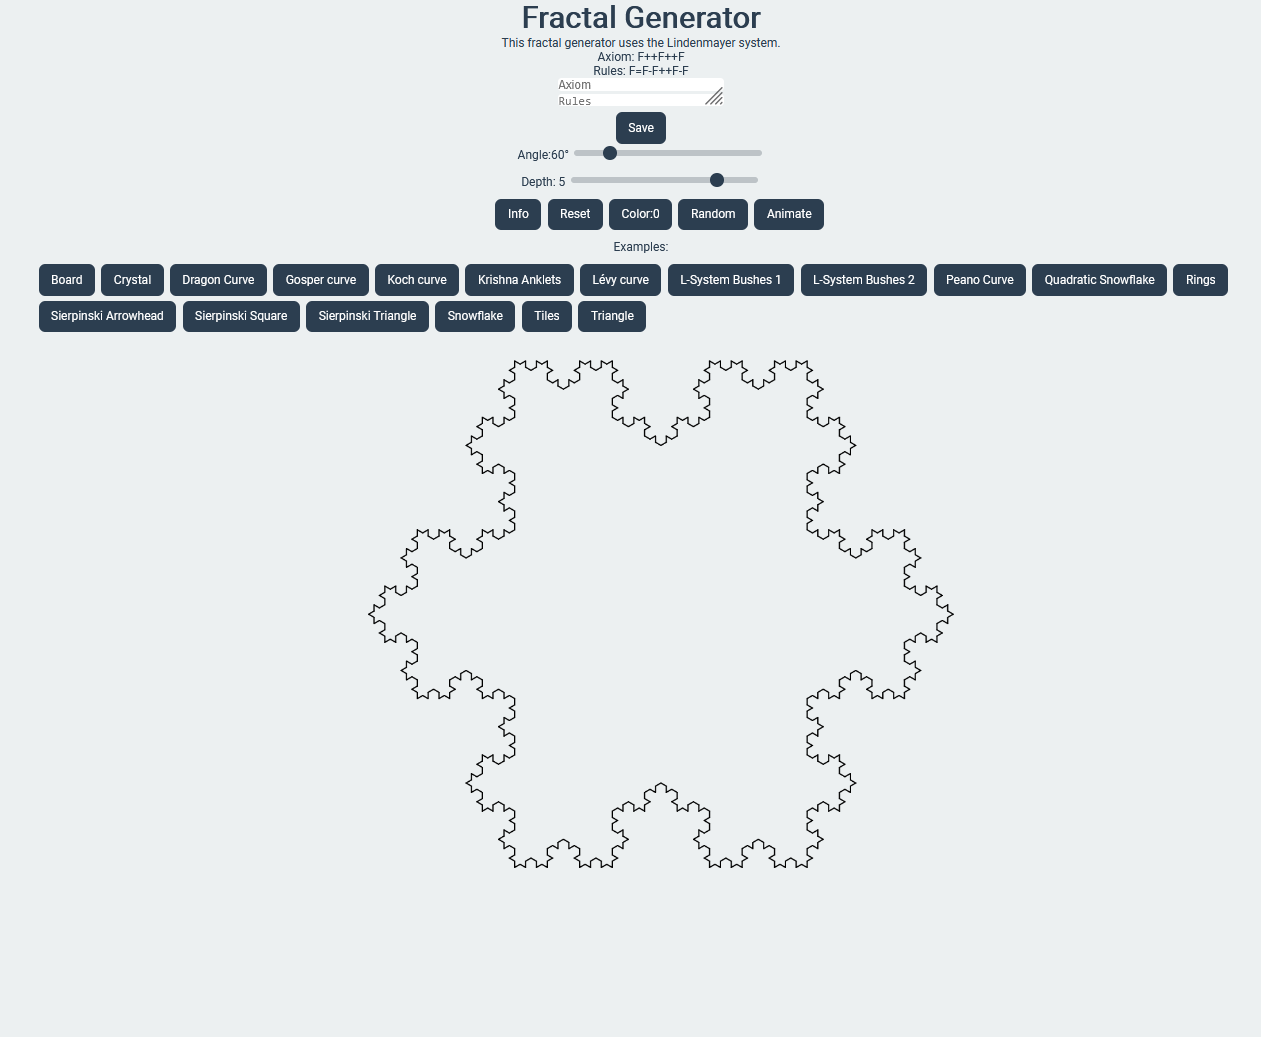 Fractal Generator
This fractal generator uses the Lindenmayer system.
Axiom: F++F++F
Rules: F=F-F++F-F
Axiom
Rules
Save
Angle:60°
Depth: 5
Info Reset Color:0 Random Animate
Examples:
Board Crystal Dragon Curve Gosper curve Koch curve Krishna Anklets Lévy curve L-System Bushes 1 L-System Bushes 2 Peano Curve Quadratic Snowflake Rings
Sierpinski Arrowhead Sierpinski Square Sierpinski Triangle Snowflake Tiles Triangle